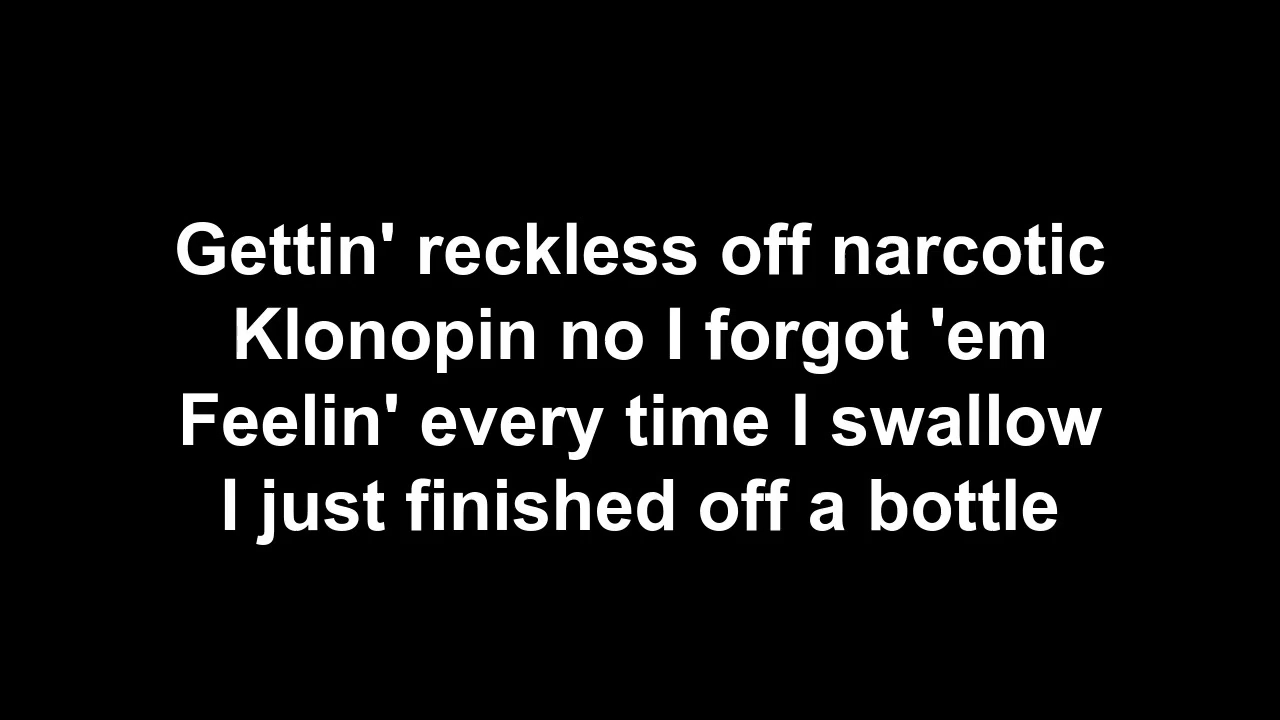 Gettin' reckless off narcotic
Klonopin no I forgot 'em
Feelin' every time I swallow
I just finished off a bottle